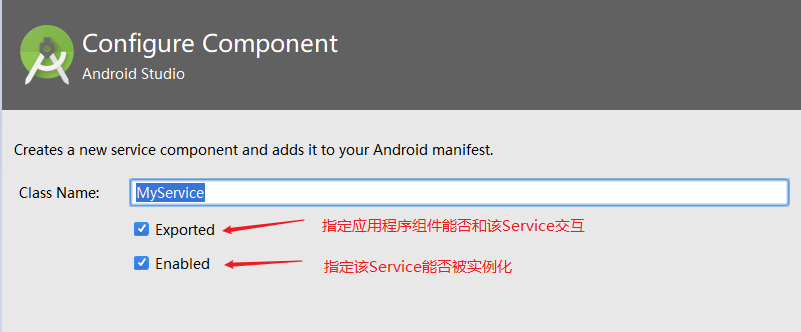 Configure Component
Android Studio
Creates a new service component and adds it to your Android manifest.
Class Name: MyService
Exported 指定应用程序组件能否和该Service交互
Enabled 指定该Service能否被实例化